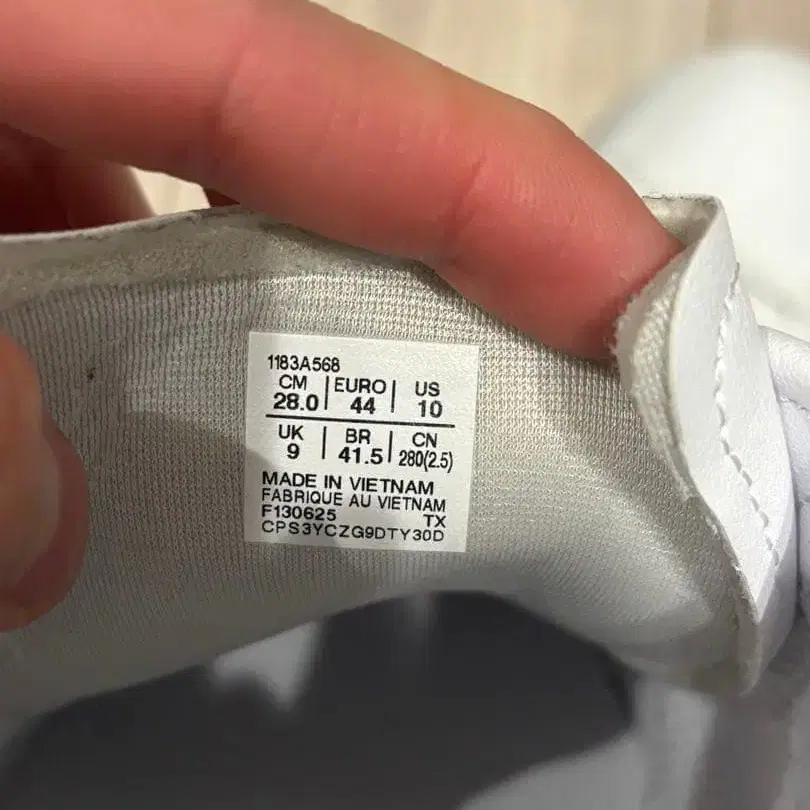 1183A568
CM | EURO | US
28.0 | 44 | 10
UK | BR | CN
9 | 41.5 | 280(2.5)
MADE IN VIETNAM
FABRIQUE AU VIETNAM
F130625 TX
CPS3YCZG9DTY30D